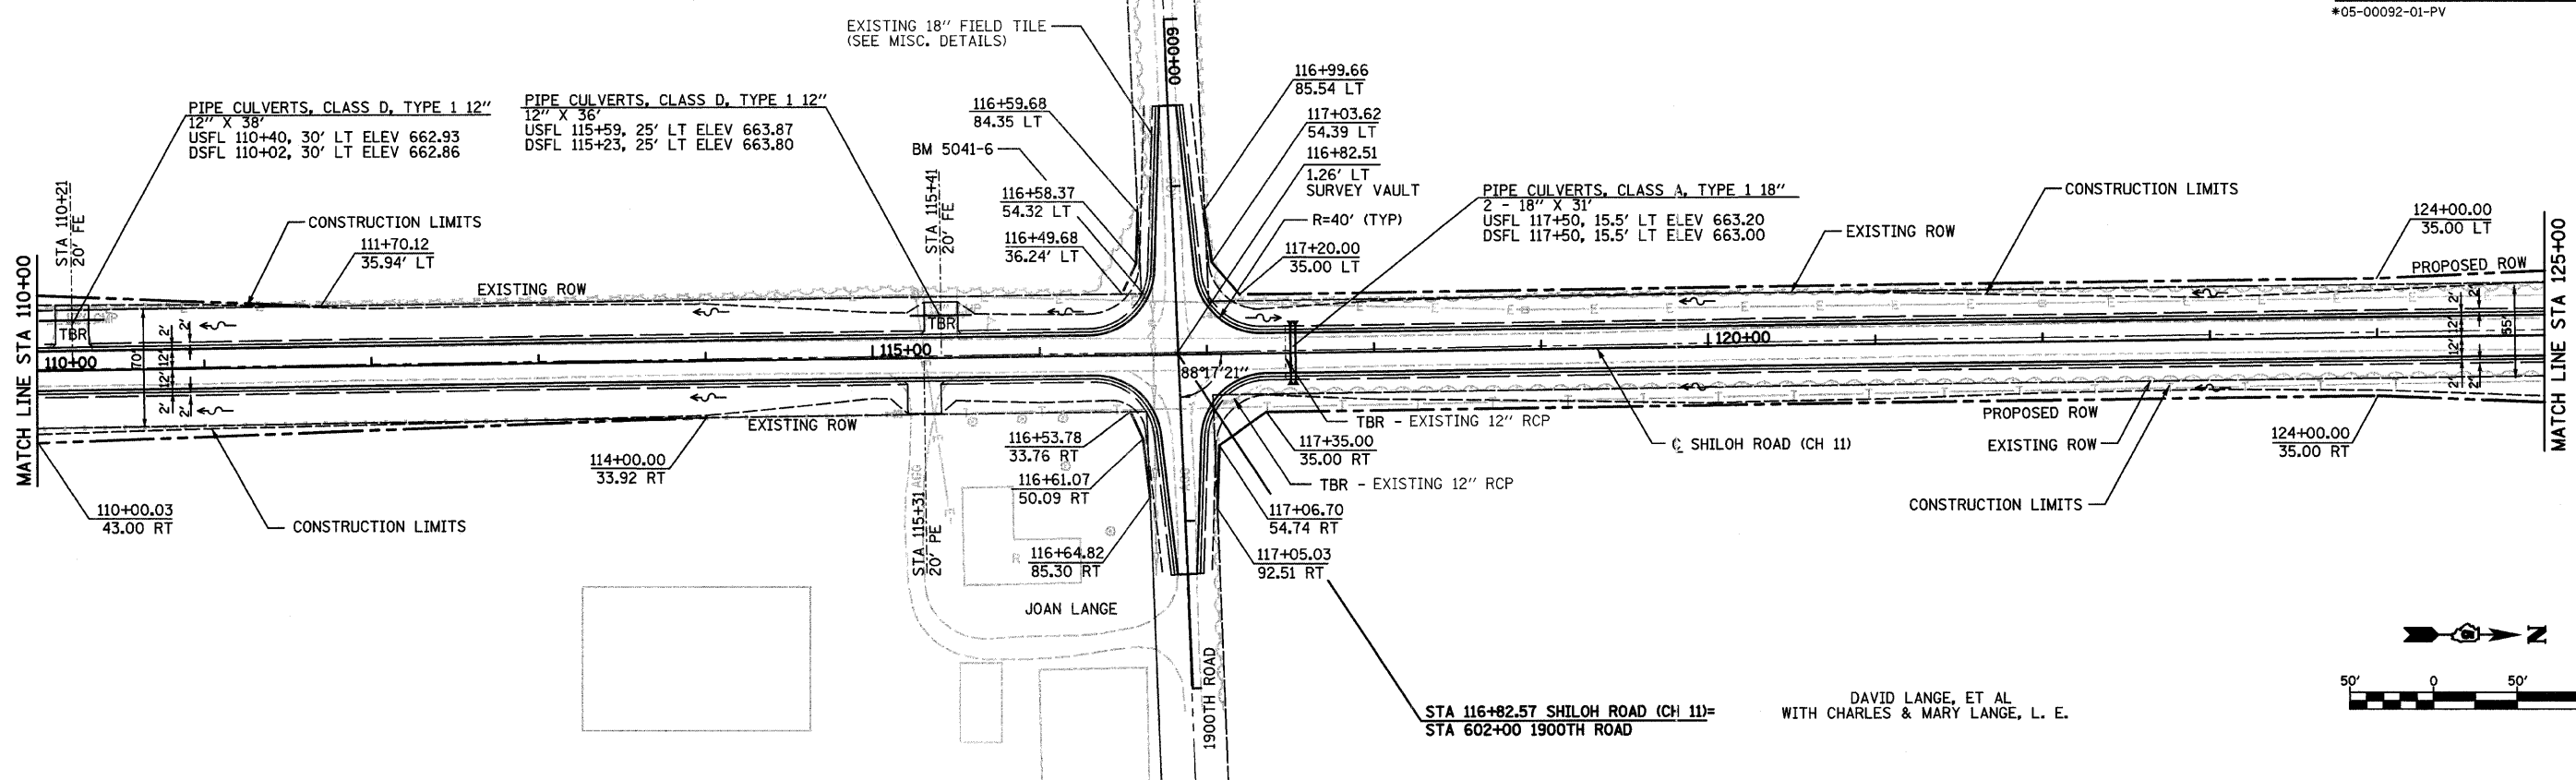 *05-00092-01-PV
EXISTING 18" FIELD TILE
(SEE MISC. DETAILS)
600+00
PIPE CULVERTS, CLASS D, TYPE 1 12"
12" X 38'
USFL 110+40, 30' LT ELEV 662.93
DSFL 110+02, 30' LT ELEV 662.86
PIPE CULVERTS, CLASS D, TYPE 1 12"
12" X 36'
USFL 115+59, 25' LT ELEV 663.87
DSFL 115+23, 25' LT ELEV 663.80
116+59.68
84.35 LT
BM 5041-6
116+58.37
54.32 LT
116+49.68
36.24' LT
116+99.66
85.54 LT
117+03.62
54.39 LT
116+82.51
1.26' LT
SURVEY VAULT
R=40' (TYP)
117+20.00
35.00 LT
PIPE CULVERTS, CLASS A, TYPE 1 18"
2 - 18" X 31'
USFL 117+50, 15.5' LT ELEV 663.20
DSFL 117+50, 15.5' LT ELEV 663.00
CONSTRUCTION LIMITS
EXISTING ROW
124+00.00
35.00 LT
PROPOSED ROW
MATCH LINE STA 125+00
MATCH LINE STA 110+00
STA 110+21
20' FE
CONSTRUCTION LIMITS
111+70.12
35.94' LT
EXISTING ROW
STA 115+41
20' FE
TBR
TBR
110+00
115+00
120+00
2'
2'
12'
70'
12'
2'
2'
2'
2'
12'
65'
12'
2'
2'
88°17'21"
E
E
E
E
T
T
T
110+00.03
43.00 RT
CONSTRUCTION LIMITS
114+00.00
33.92 RT
EXISTING ROW
STA 115+31
20' PE
AGG
116+53.78
33.76 RT
116+61.07
50.09 RT
116+64.82
85.30 RT
JOAN LANGE
TBR - EXISTING 12" RCP
117+35.00
35.00 RT
TBR - EXISTING 12" RCP
117+06.70
54.74 RT
117+05.03
92.51 RT
℄ SHILOH ROAD (CH 11)
PROPOSED ROW
EXISTING ROW
124+00.00
35.00 RT
CONSTRUCTION LIMITS
1900TH ROAD
STA 116+82.57 SHILOH ROAD (CH 11)=
STA 602+00 1900TH ROAD
DAVID LANGE, ET AL
WITH CHARLES & MARY LANGE, L. E.
N
50'
0
50'